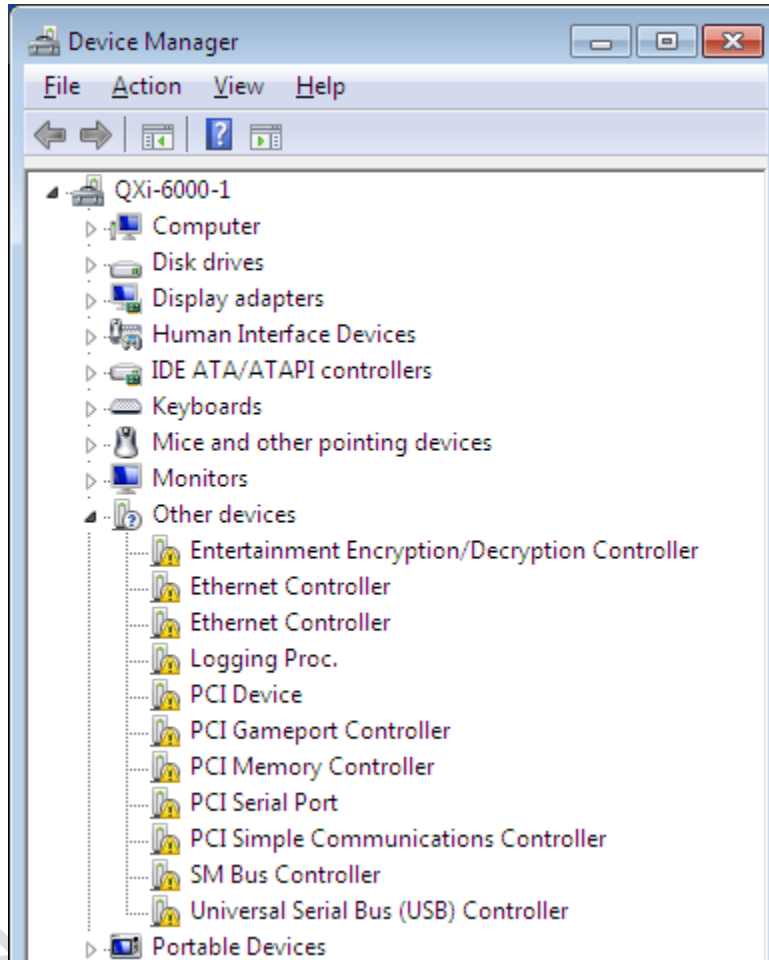 Device Manager
File Action View Help
QXi-6000-1
Computer
Disk drives
Display adapters
Human Interface Devices
IDE ATA/ATAPI controllers
Keyboards
Mice and other pointing devices
Monitors
Other devices
Entertainment Encryption/Decryption Controller
Ethernet Controller
Ethernet Controller
Logging Proc.
PCI Device
PCI Gameport Controller
PCI Memory Controller
PCI Serial Port
PCI Simple Communications Controller
SM Bus Controller
Universal Serial Bus (USB) Controller
Portable Devices